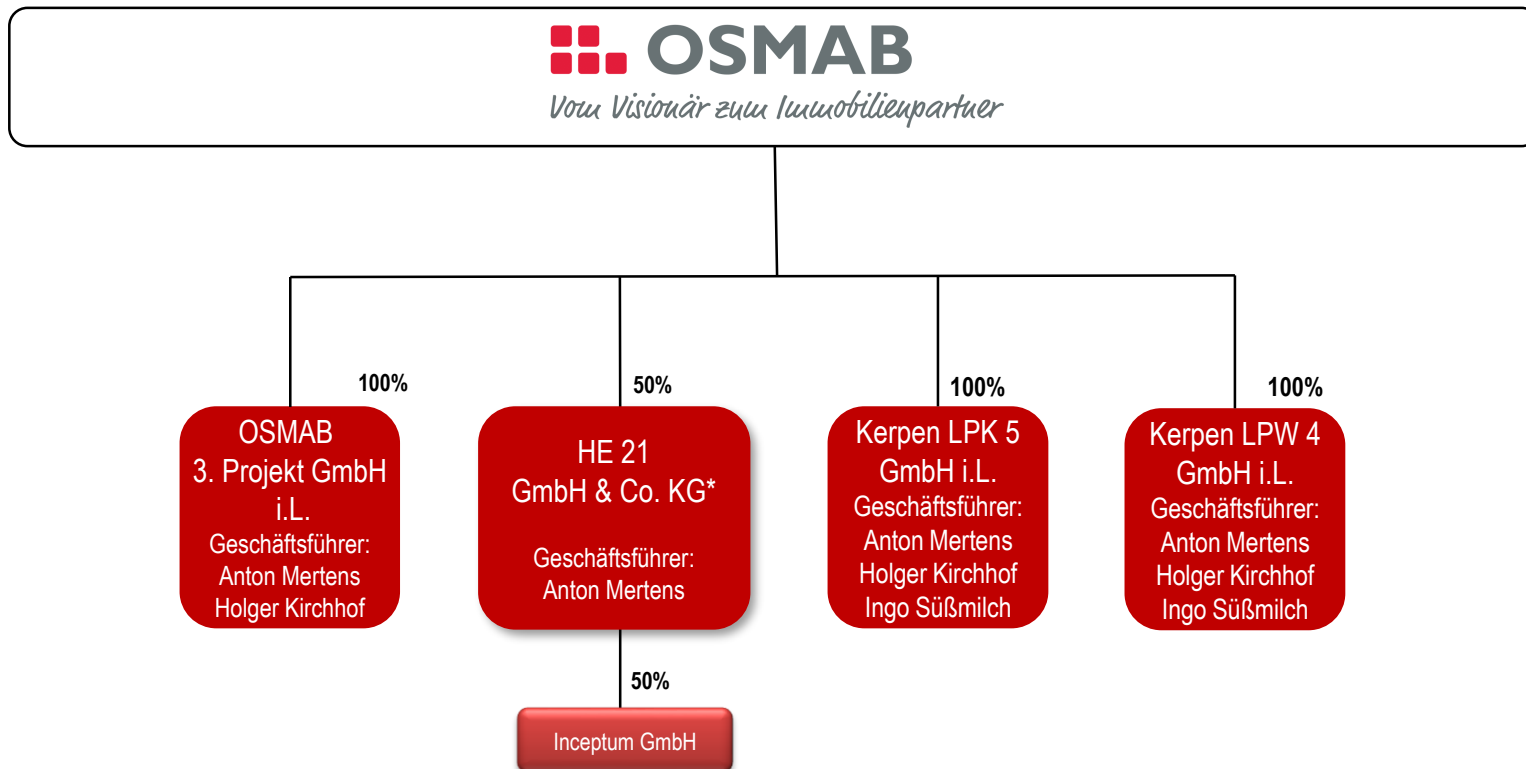 OSMAB
Vom Visionär zum Immobilienpartner
100%
50%
100%
100%
OSMAB
3. Projekt GmbH
i.L.
Geschäftsführer:
Anton Mertens
Holger Kirchhof
HE 21
GmbH & Co. KG*
Geschäftsführer:
Anton Mertens
Kerpen LPK 5
GmbH i.L.
Geschäftsführer:
Anton Mertens
Holger Kirchhof
Ingo Süßmilch
Kerpen LPW 4
GmbH i.L.
Geschäftsführer:
Anton Mertens
Holger Kirchhof
Ingo Süßmilch
50%
Inceptum GmbH